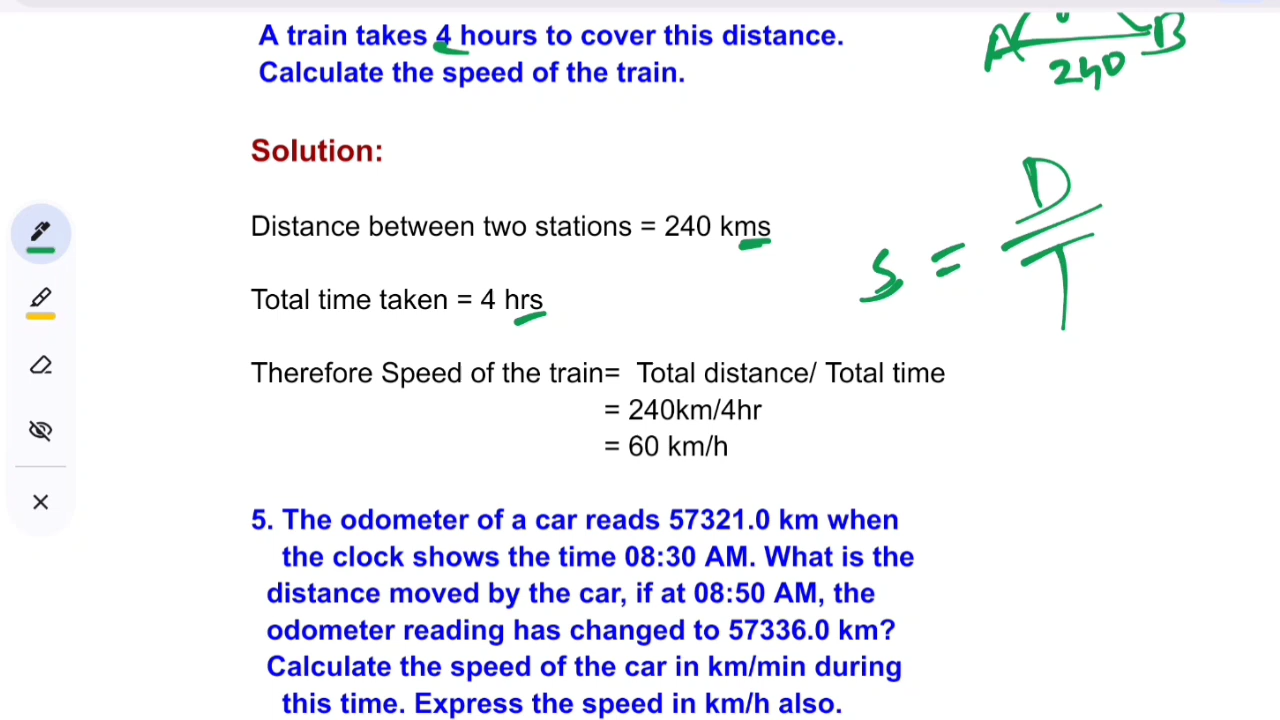 A train takes 4 hours to cover this distance.
Calculate the speed of the train.
A B
240
Solution:
Distance between two stations = 240 kms
S = D/T
Total time taken = 4 hrs
Therefore Speed of the train= Total distance/ Total time
= 240km/4hr
= 60 km/h
5. The odometer of a car reads 57321.0 km when
the clock shows the time 08:30 AM. What is the
distance moved by the car, if at 08:50 AM, the
odometer reading has changed to 57336.0 km?
Calculate the speed of the car in km/min during
this time. Express the speed in km/h also.